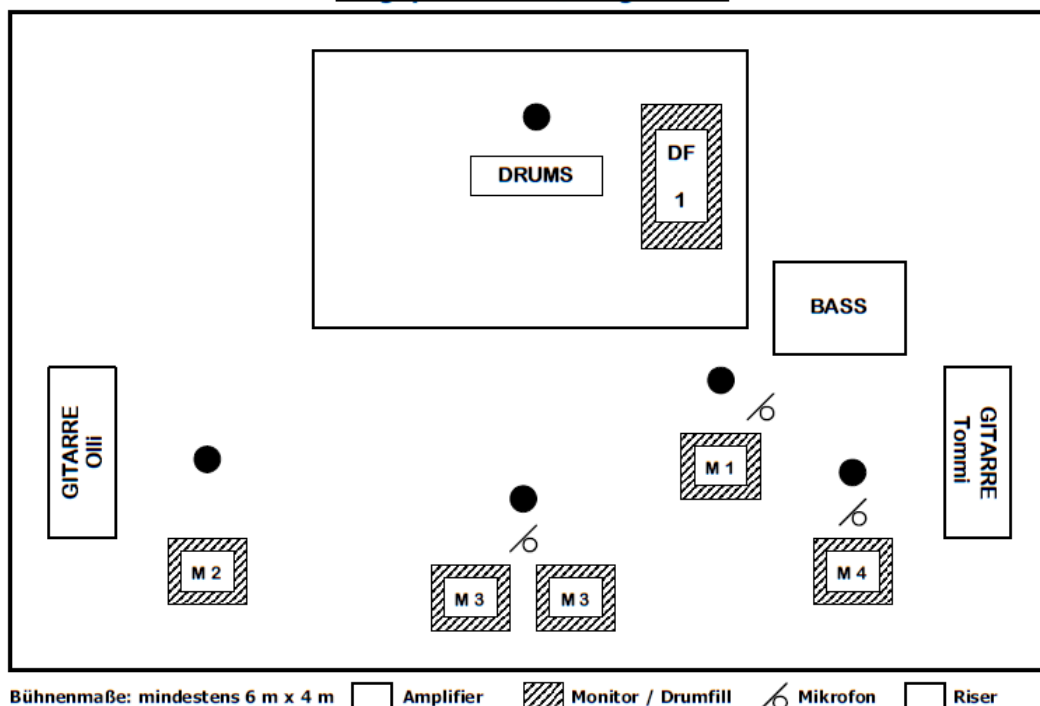 DF
1
DRUMS
BASS
GITARRE
Olli
GITARRE
Tommi
M 1
M 2
M 3
M 3
M 4
Bühnenmaße: mindestens 6 m x 4 m
Amplifier
Monitor / Drumfill
Mikrofon
Riser